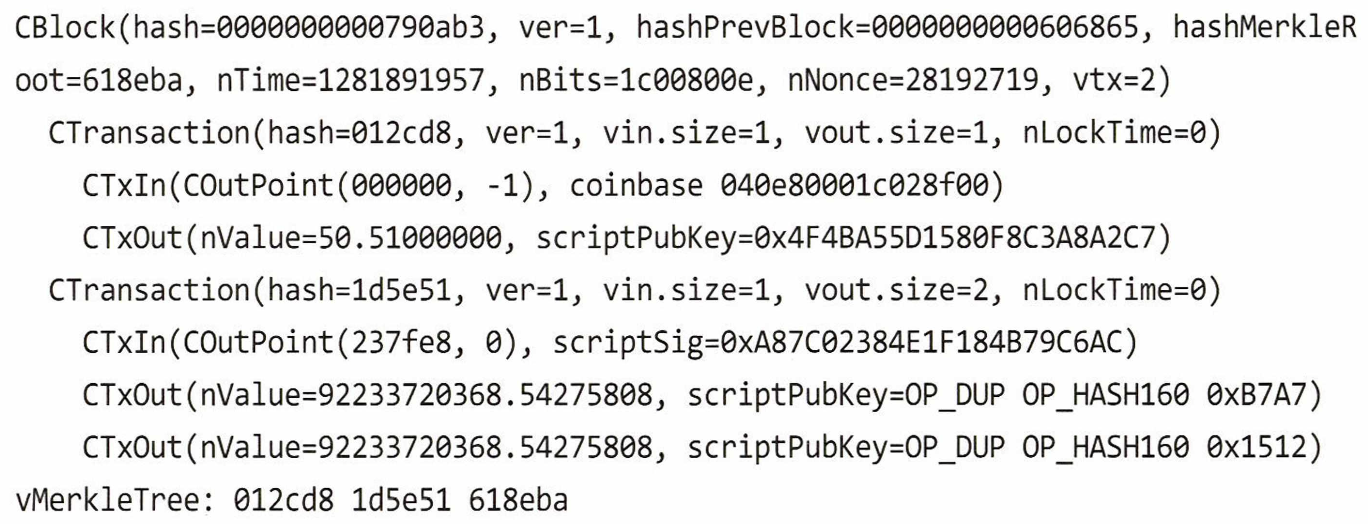 CBlock(hash=0000000000790ab3, ver=1, hashPrevBlock=0000000000606865, hashMerkleR
oot=618eba, nTime=1281891957, nBits=1c00800e, nNonce=28192719, vtx=2)
CTransaction(hash=012cd8, ver=1, vin.size=1, vout.size=1, nLockTime=0)
CTxIn(COutPoint(000000, -1), coinbase 040e80001c028f00)
CTxOut(nValue=50.51000000, scriptPubKey=0x4F4BA55D1580F8C3A8A2C7)
CTransaction(hash=1d5e51, ver=1, vin.size=1, vout.size=2, nLockTime=0)
CTxIn(COutPoint(237fe8, 0), scriptSig=0xA87C02384E1F184B79C6AC)
CTxOut(nValue=92233720368.54275808, scriptPubKey=OP_DUP OP_HASH160 0xB7A7)
CTxOut(nValue=92233720368.54275808, scriptPubKey=OP_DUP OP_HASH160 0x1512)
vMerkleTree: 012cd8 1d5e51 618eba